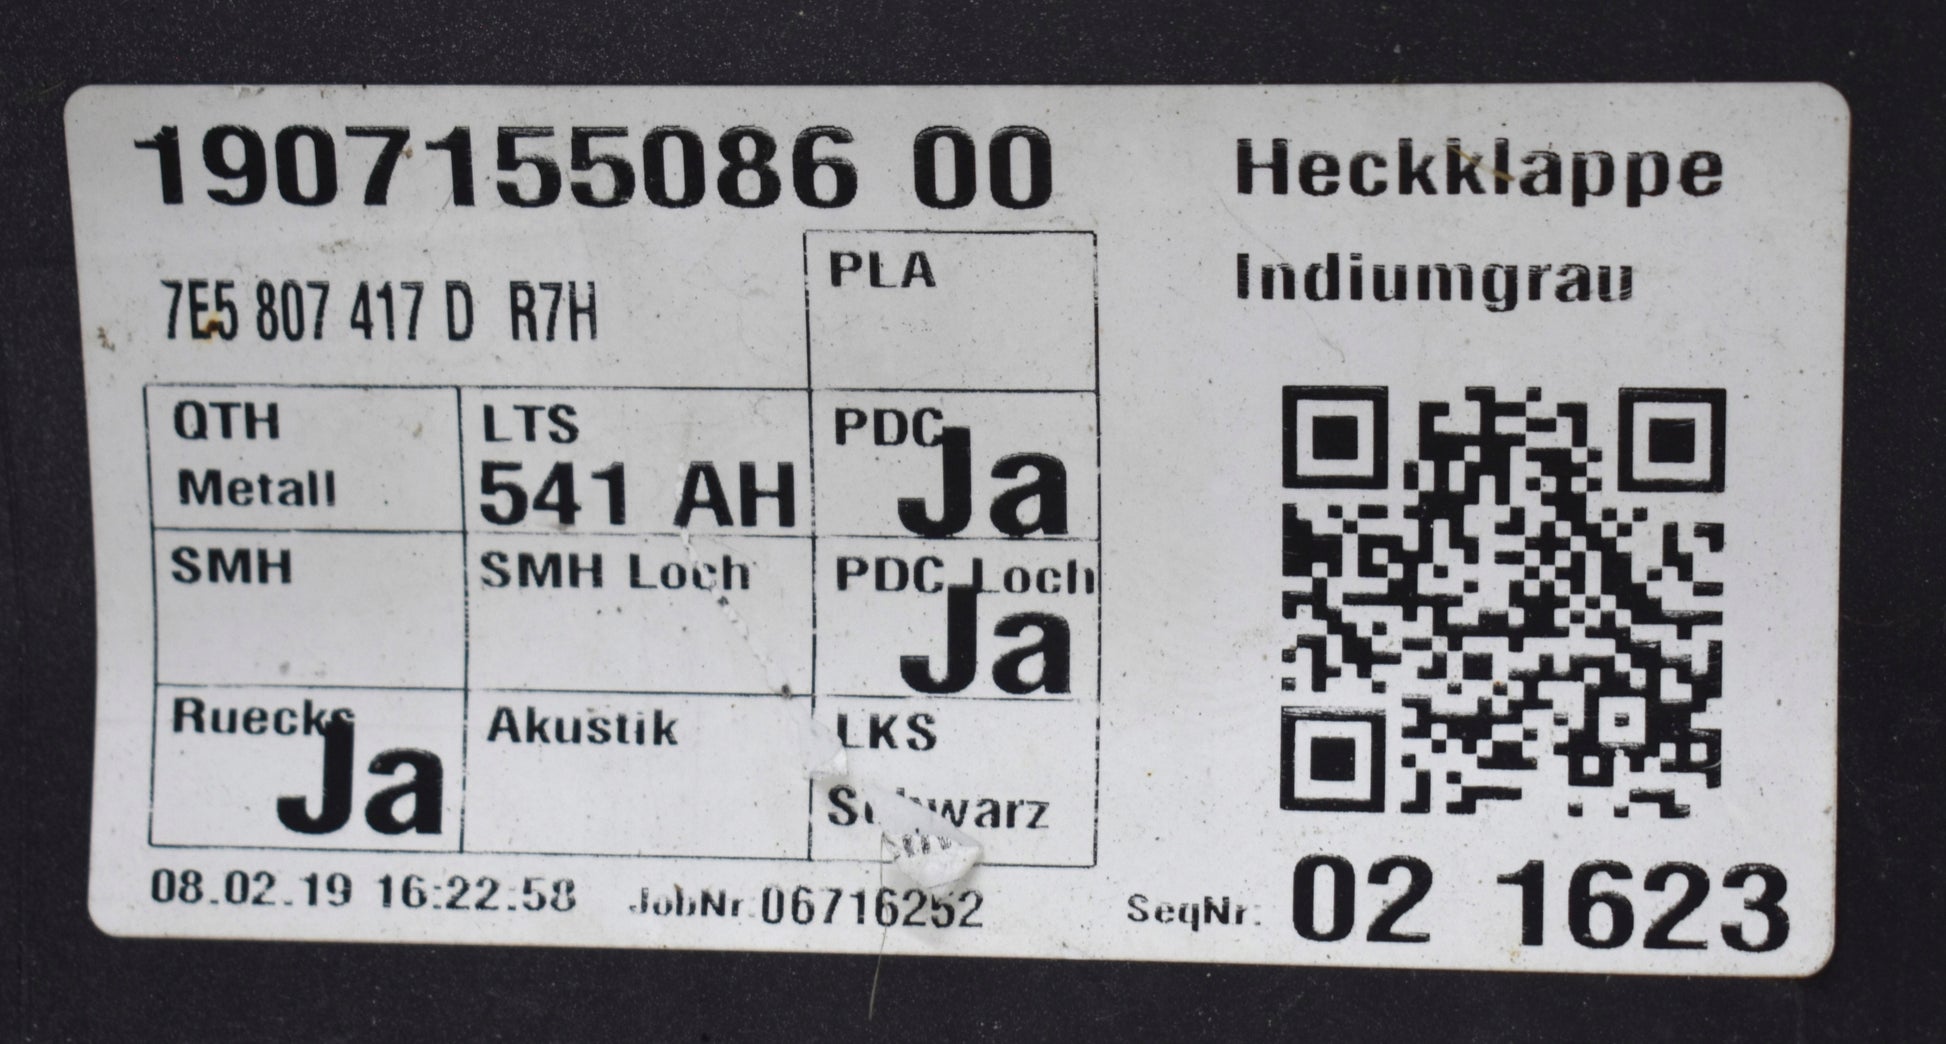 1907155086 00
Heckklappe
7E5 807 417 D R7H
PLA
Indiumgrau
QTH
Metall
LTS
541 AH
PDC
Ja
SMH
SMH Loch
PDC Loch
Ja
Ruecks
Ja
Akustik
LKS
Schwarz
08.02.19 16:22:58
JobNr:06716252
SeqNr: 02 1623